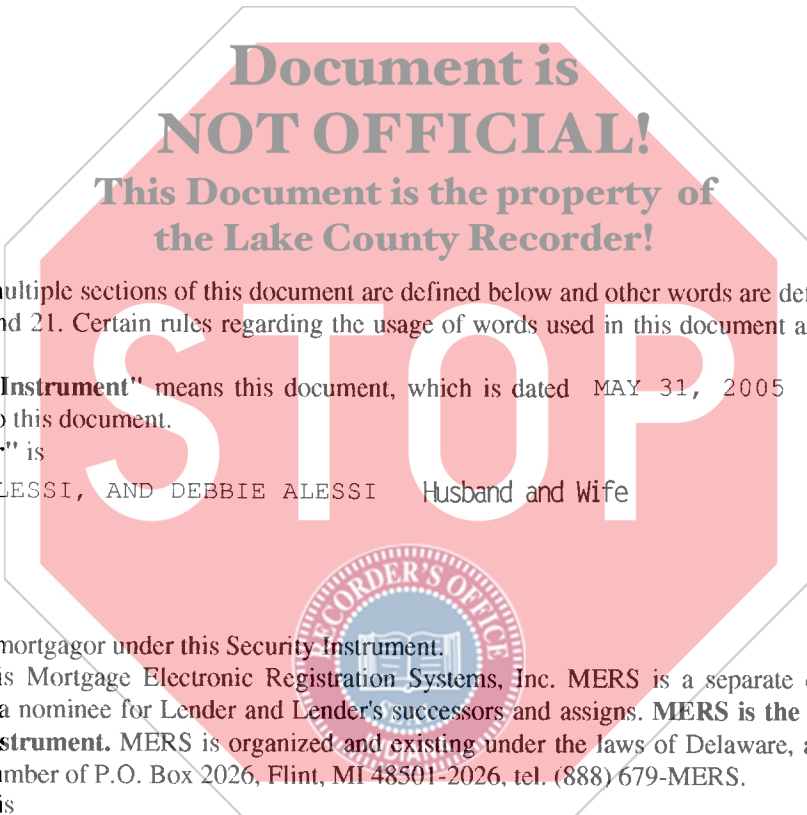 Document is
NOT OFFICIAL!
This Document is the property of
the Lake County Recorder!
STOP
multiple sections of this document are defined below and other words are def
nd 21. Certain rules regarding the usage of words used in this document a
Instrument" means this document, which is dated MAY 31, 2005
o this document.
r" is
LESSI, AND DEBBIE ALESSI Husband and Wife
RECORDER'S OFFICE
mortgagor under this Security Instrument.
is Mortgage Electronic Registration Systems, Inc. MERS is a separate
a nominee for Lender and Lender's successors and assigns. MERS is the
strument. MERS is organized and existing under the laws of Delaware, a
SEAL
INDIANA
umber of P.O. Box 2026, Flint, MI 48501-2026, tel. (888) 679-MERS.
is